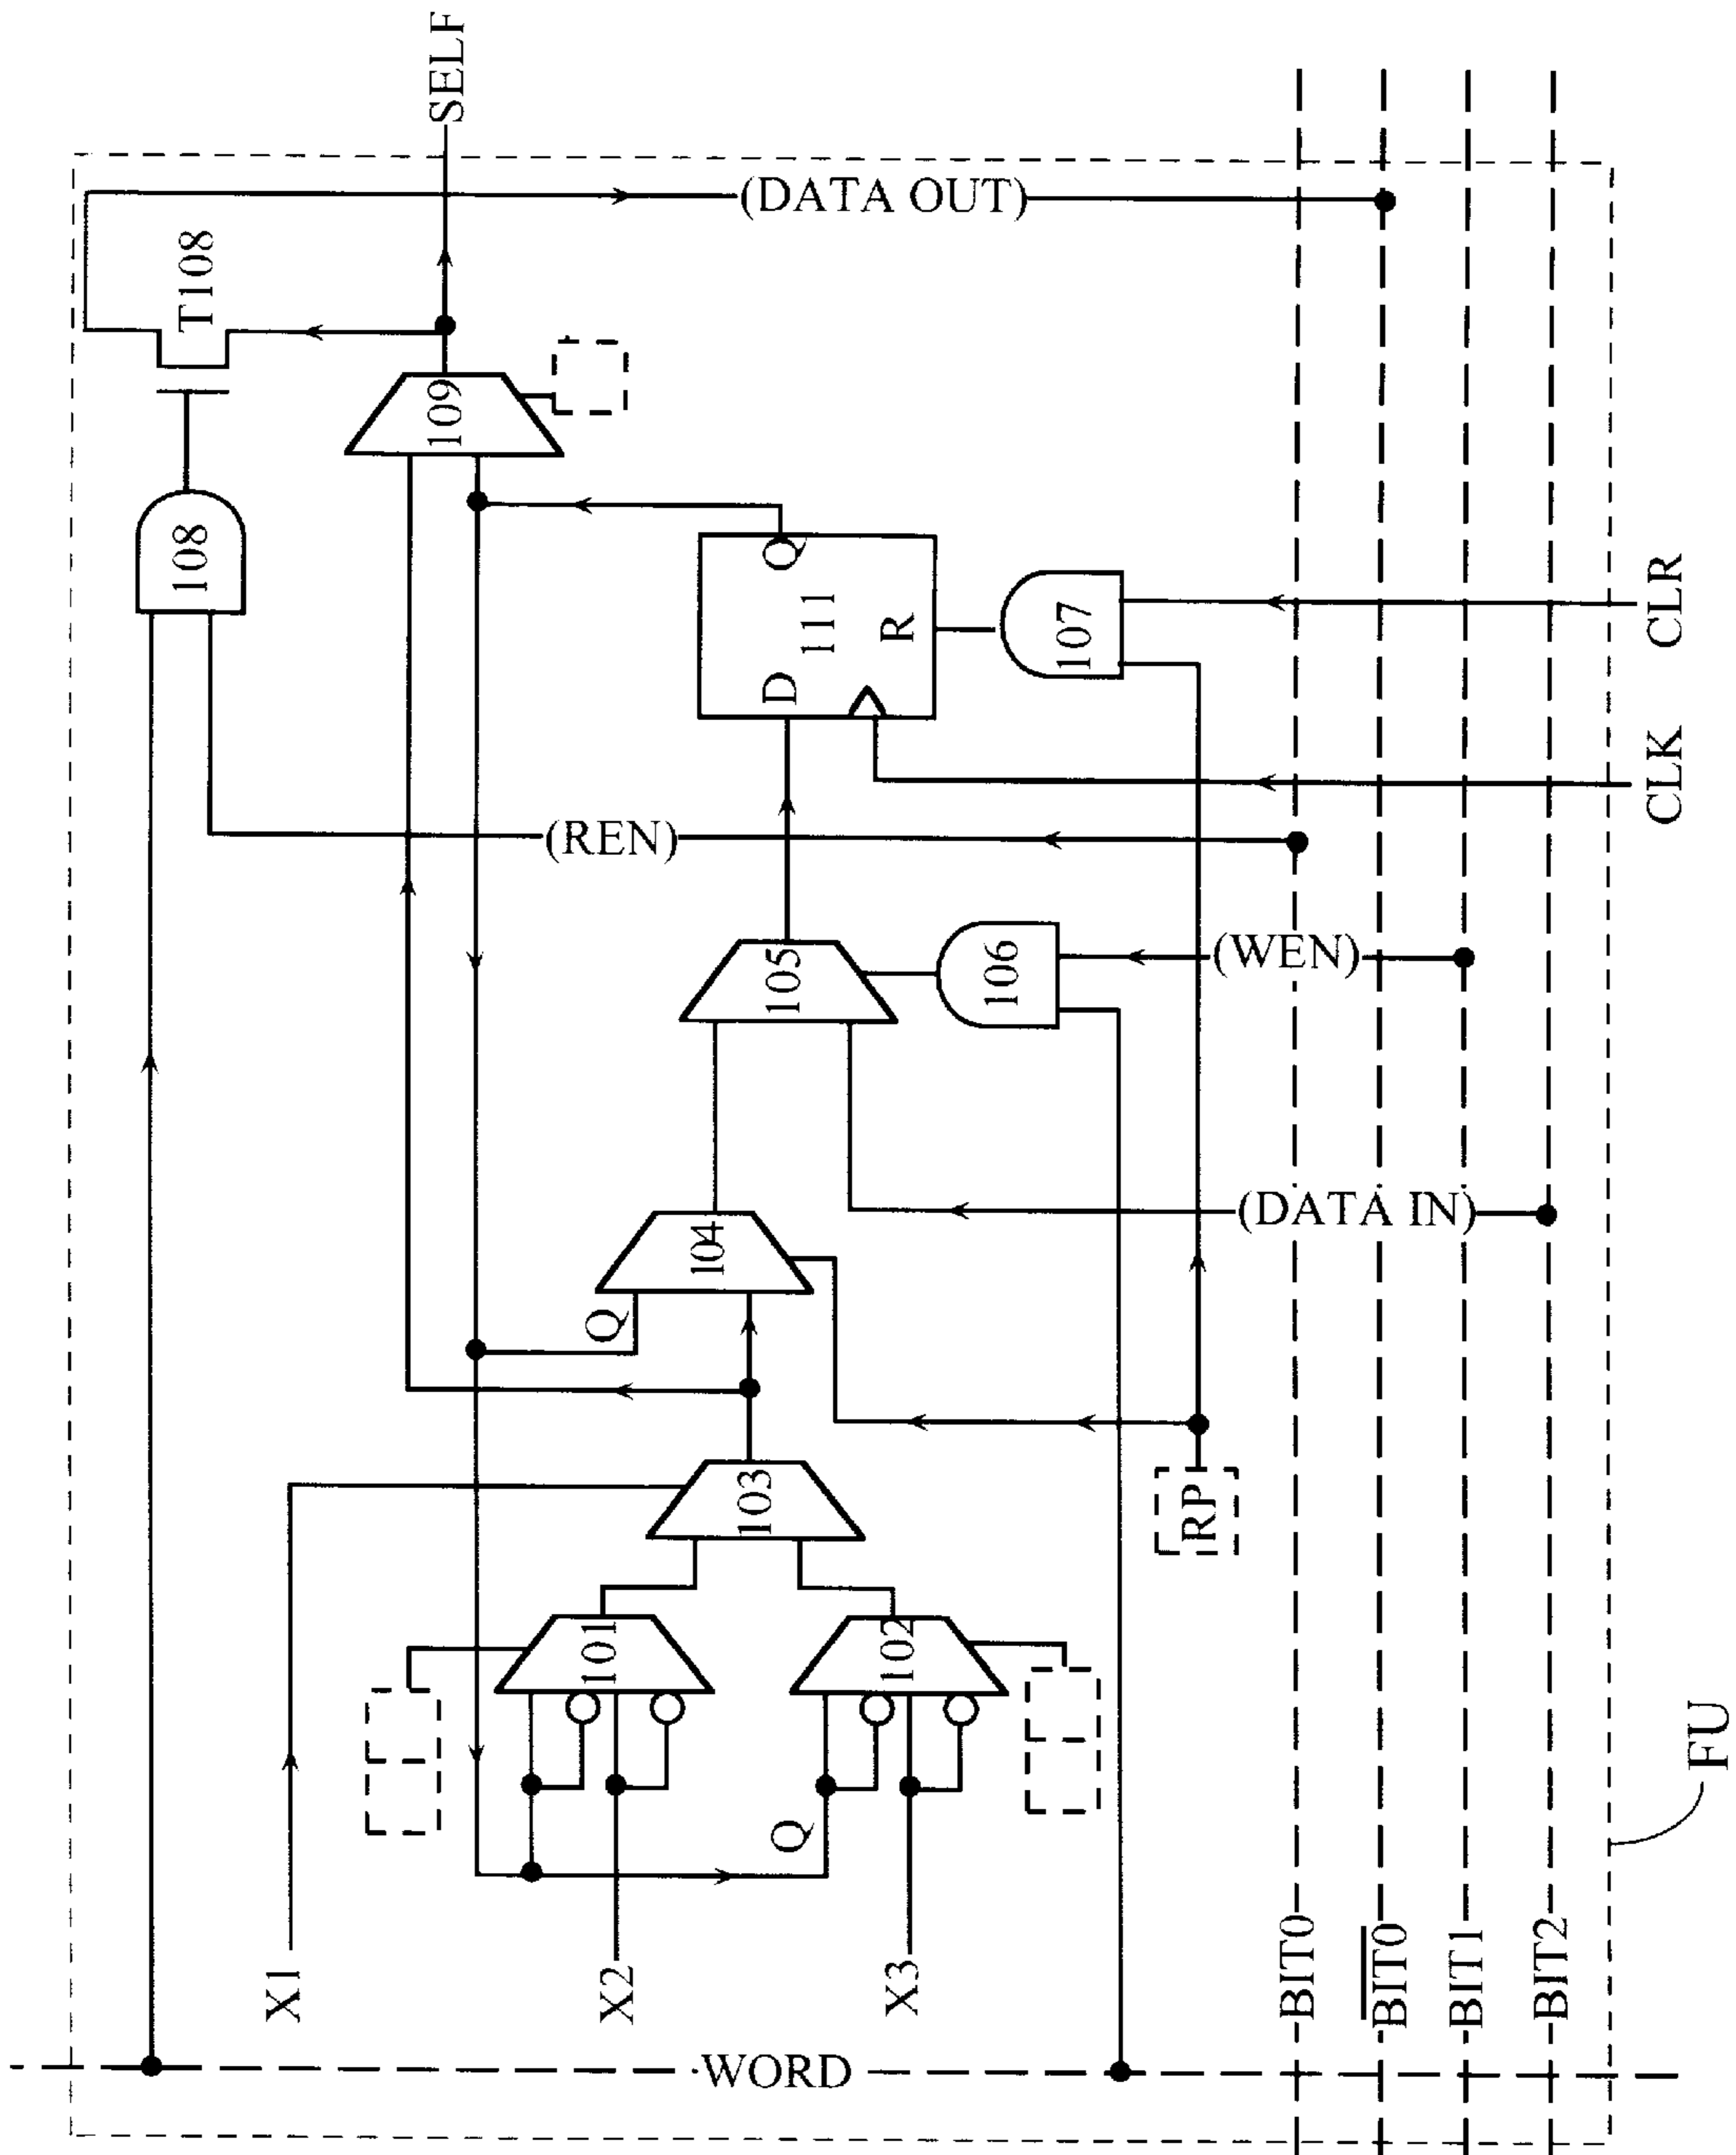 WORD
X1
X2
X3
Q
101
102
103
RP
Q
104
(DATA IN)
105
106
(WEN)
(REN)
D
Q
111
R
107
108
109
T108
(DATA OUT)
SELF
BIT0
B̅I̅T̅0̅
BIT1
BIT2
CLK
CLR
FU